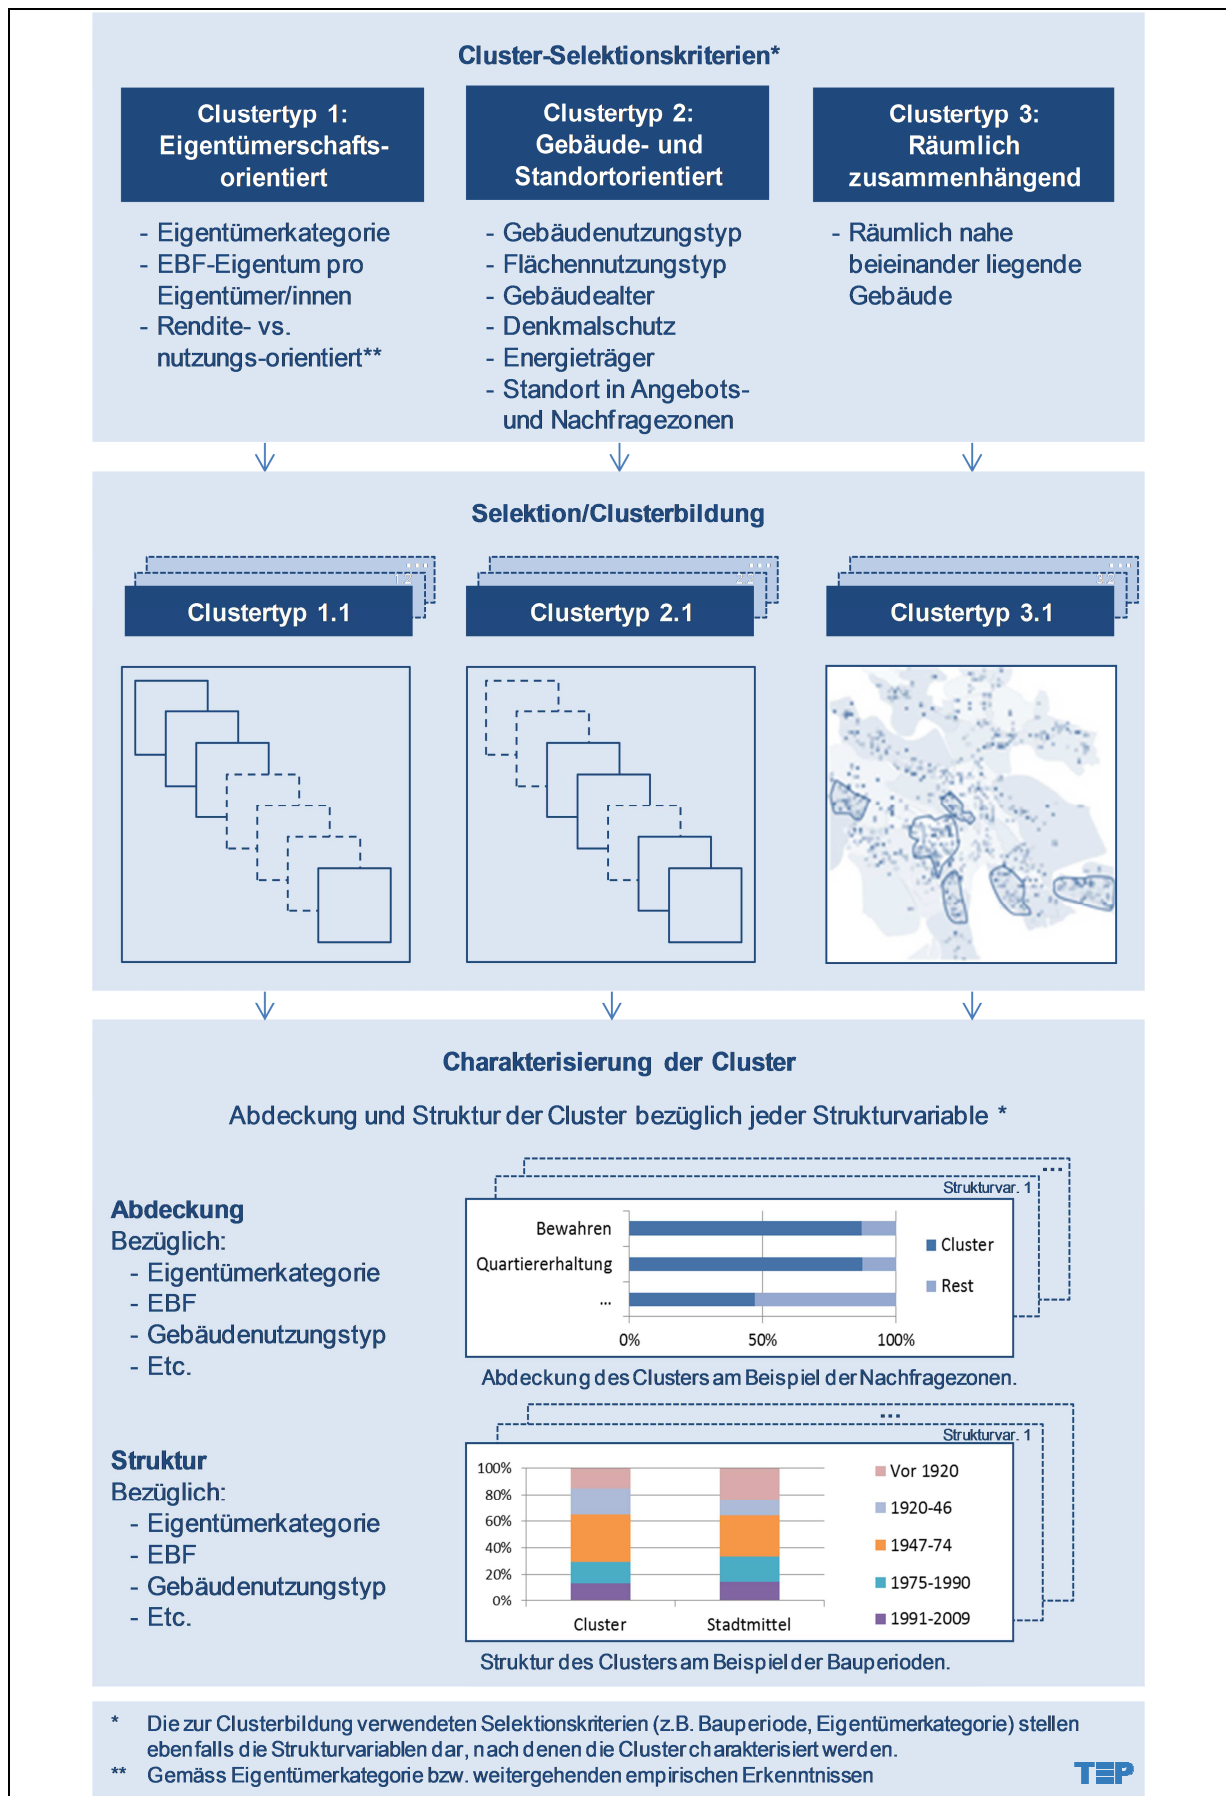 Cluster-Selektionskriterien*
Clustertyp 1:
Eigentümerschafts-
orientiert
- Eigentümerkategorie
- EBF-Eigentum pro
Eigentümer/innen
- Rendite- vs.
nutzungs-orientiert**
Clustertyp 2:
Gebäude- und
Standortorientiert
- Gebäudenutzungstyp
- Flächennutzungstyp
- Gebäudealter
- Denkmalschutz
- Energieträger
- Standort in Angebots-
und Nachfragezonen
Clustertyp 3:
Räumlich
zusammenhängend
- Räumlich nahe
beieinander liegende
Gebäude
Selektion/Clusterbildung
...
1.2
Clustertyp 1.1
...
2.2
Clustertyp 2.1
...
3.2
Clustertyp 3.1
Charakterisierung der Cluster
Abdeckung und Struktur der Cluster bezüglich jeder Strukturvariable *
Abdeckung
Bezüglich:
- Eigentümerkategorie
- EBF
- Gebäudenutzungstyp
- Etc.
...
Strukturvar. 1
Bewahren
Quartiererhaltung
...
0% 50% 100%
Cluster
Rest
Abdeckung des Clusters am Beispiel der Nachfragezonen.
Struktur
Bezüglich:
- Eigentümerkategorie
- EBF
- Gebäudenutzungstyp
- Etc.
...
Strukturvar. 1
100%
80%
60%
40%
20%
0%
Cluster Stadtmittel
Vor 1920
1920-46
1947-74
1975-1990
1991-2009
Struktur des Clusters am Beispiel der Bauperioden.
* Die zur Clusterbildung verwendeten Selektionskriterien (z.B. Bauperiode, Eigentümerkategorie) stellen
ebenfalls die Strukturvariablen dar, nach denen die Cluster charakterisiert werden.
** Gemäss Eigentümerkategorie bzw. weitergehenden empirischen Erkenntnissen
TEP